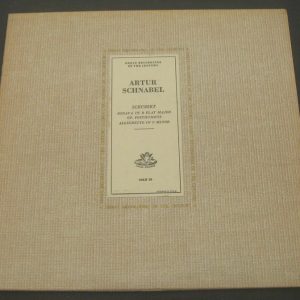 GREAT RECORDINGS
OF THE CENTURY
ARTUR
SCHNABEL
SCHUBERT
SONATA IN B FLAT MAJOR
OP. POSTHUMOUS
ALLEGRETTO IN C MINOR